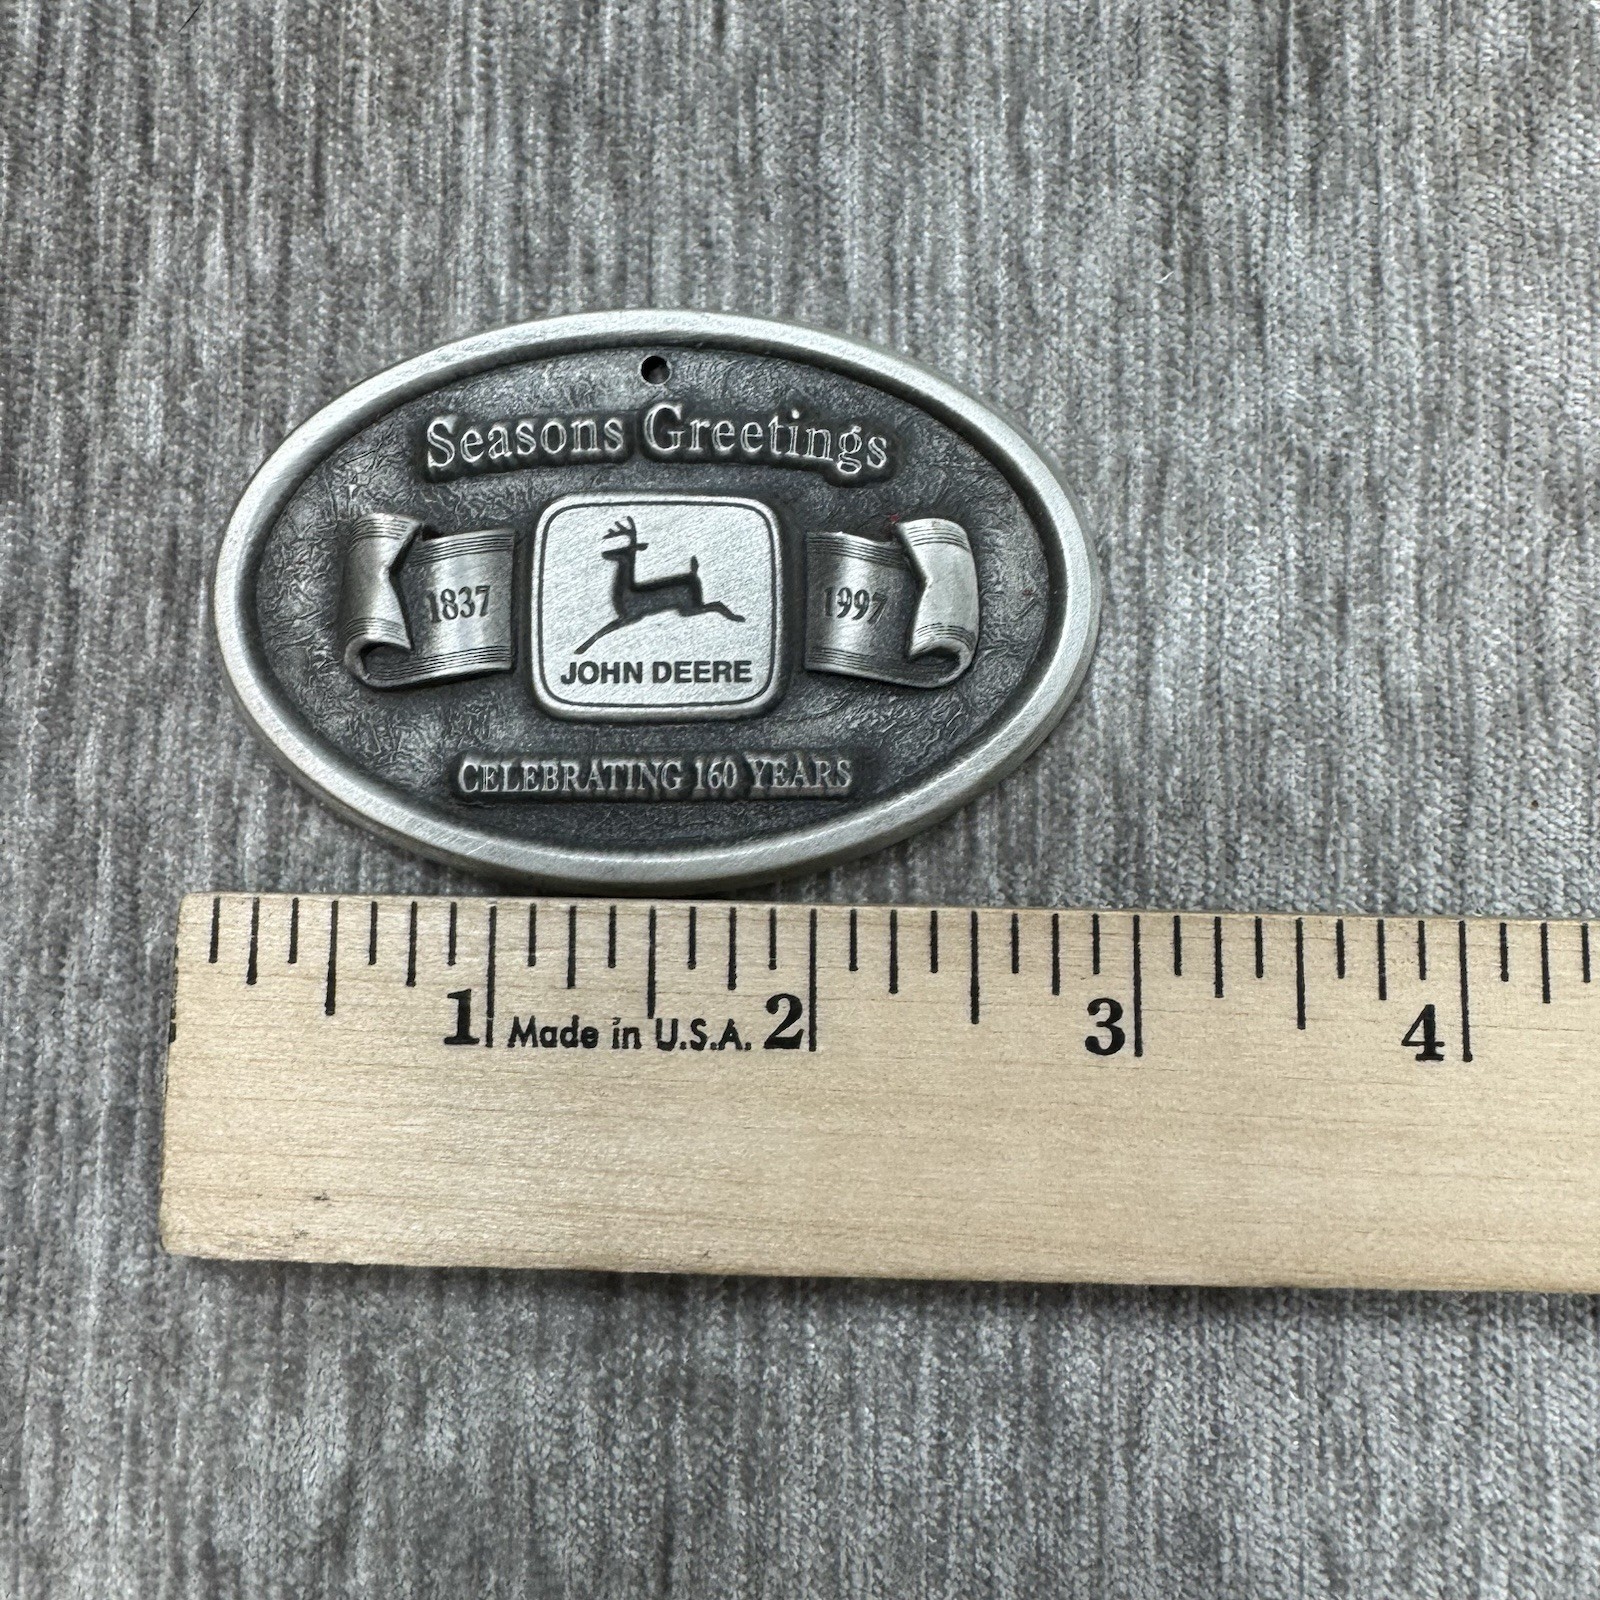 Seasons Greetings
1837
1997
JOHN DEERE
CELEBRATING 160 YEARS
1 Made in U.S.A. 2 3 4